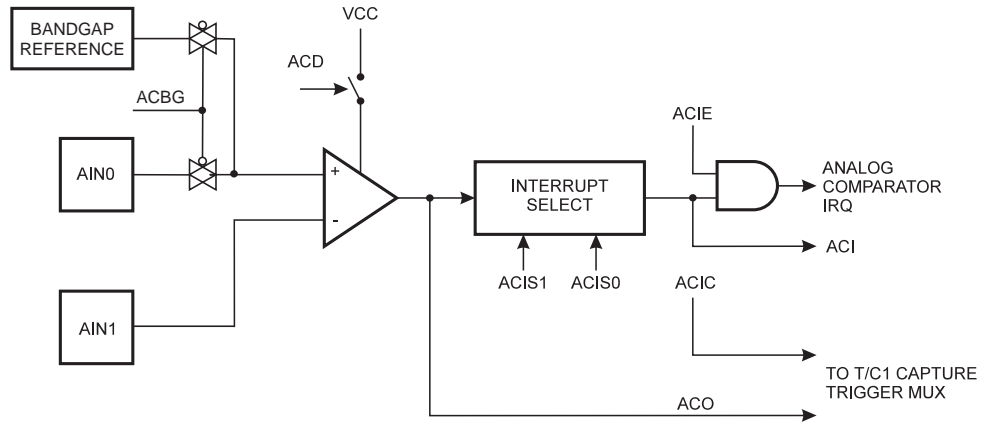 BANDGAP
REFERENCE
VCC
ACD
ACBG
ACIE
AIN0
+
-
INTERRUPT
SELECT
ANALOG
COMPARATOR
IRQ
ACI
ACIS1
ACIS0
ACIC
AIN1
TO T/C1 CAPTURE
TRIGGER MUX
ACO